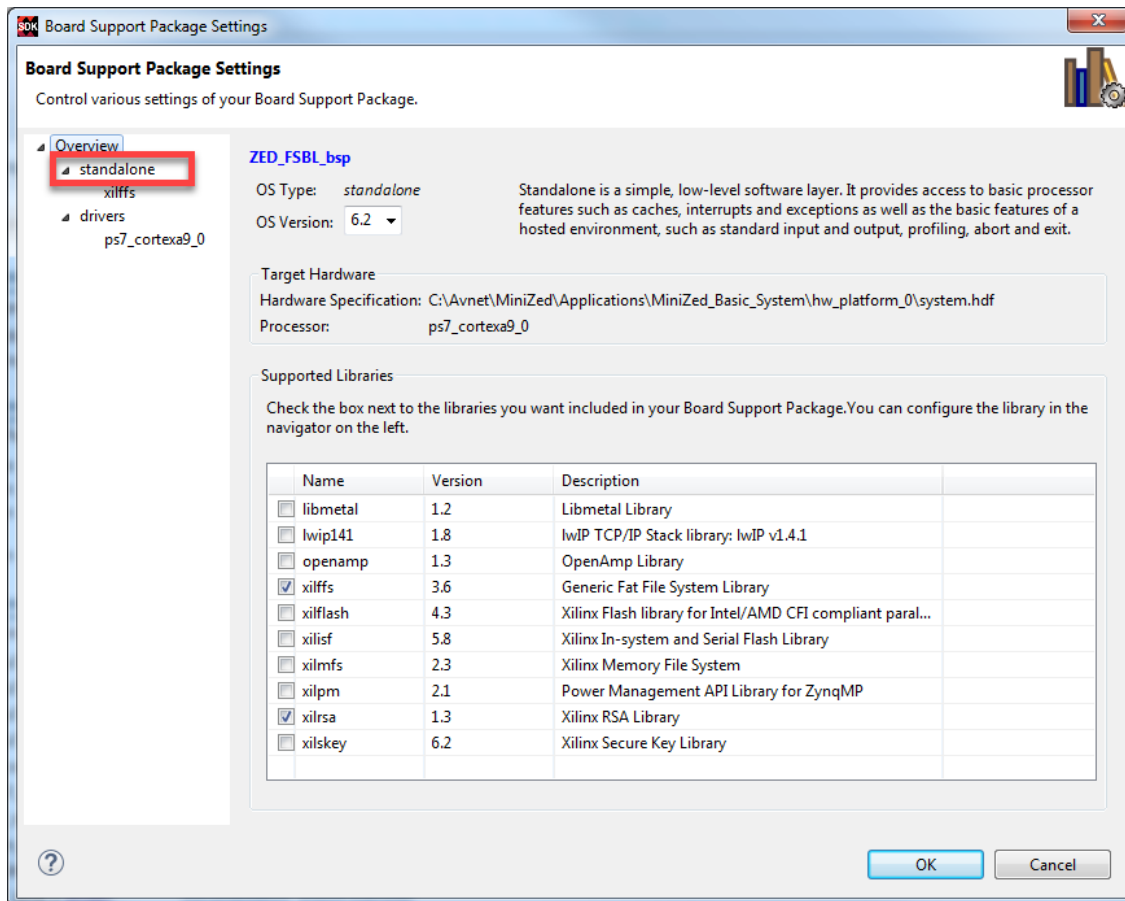 SDK Board Support Package Settings
Board Support Package Settings
Control various settings of your Board Support Package.
Overview
standalone
xilffs
drivers
ps7_cortexa9_0
ZED_FSBL_bsp
OS Type: standalone
OS Version: 6.2
Standalone is a simple, low-level software layer. It provides access to basic processor
features such as caches, interrupts and exceptions as well as the basic features of a
hosted environment, such as standard input and output, profiling, abort and exit.
Target Hardware
Hardware Specification: C:\Avnet\MiniZed\Applications\MiniZed_Basic_System\hw_platform_0\system.hdf
Processor: ps7_cortexa9_0
Supported Libraries
Check the box next to the libraries you want included in your Board Support Package.You can configure the library in the
navigator on the left.
Name Version Description
libmetal 1.2 Libmetal Library
lwip141 1.8 lwIP TCP/IP Stack library: lwIP v1.4.1
openamp 1.3 OpenAmp Library
xilffs 3.6 Generic Fat File System Library
xilflash 4.3 Xilinx Flash library for Intel/AMD CFI compliant paral...
xilisf 5.8 Xilinx In-system and Serial Flash Library
xilmfs 2.3 Xilinx Memory File System
xilpm 2.1 Power Management API Library for ZynqMP
xilrsa 1.3 Xilinx RSA Library
xilskey 6.2 Xilinx Secure Key Library
?
OK Cancel